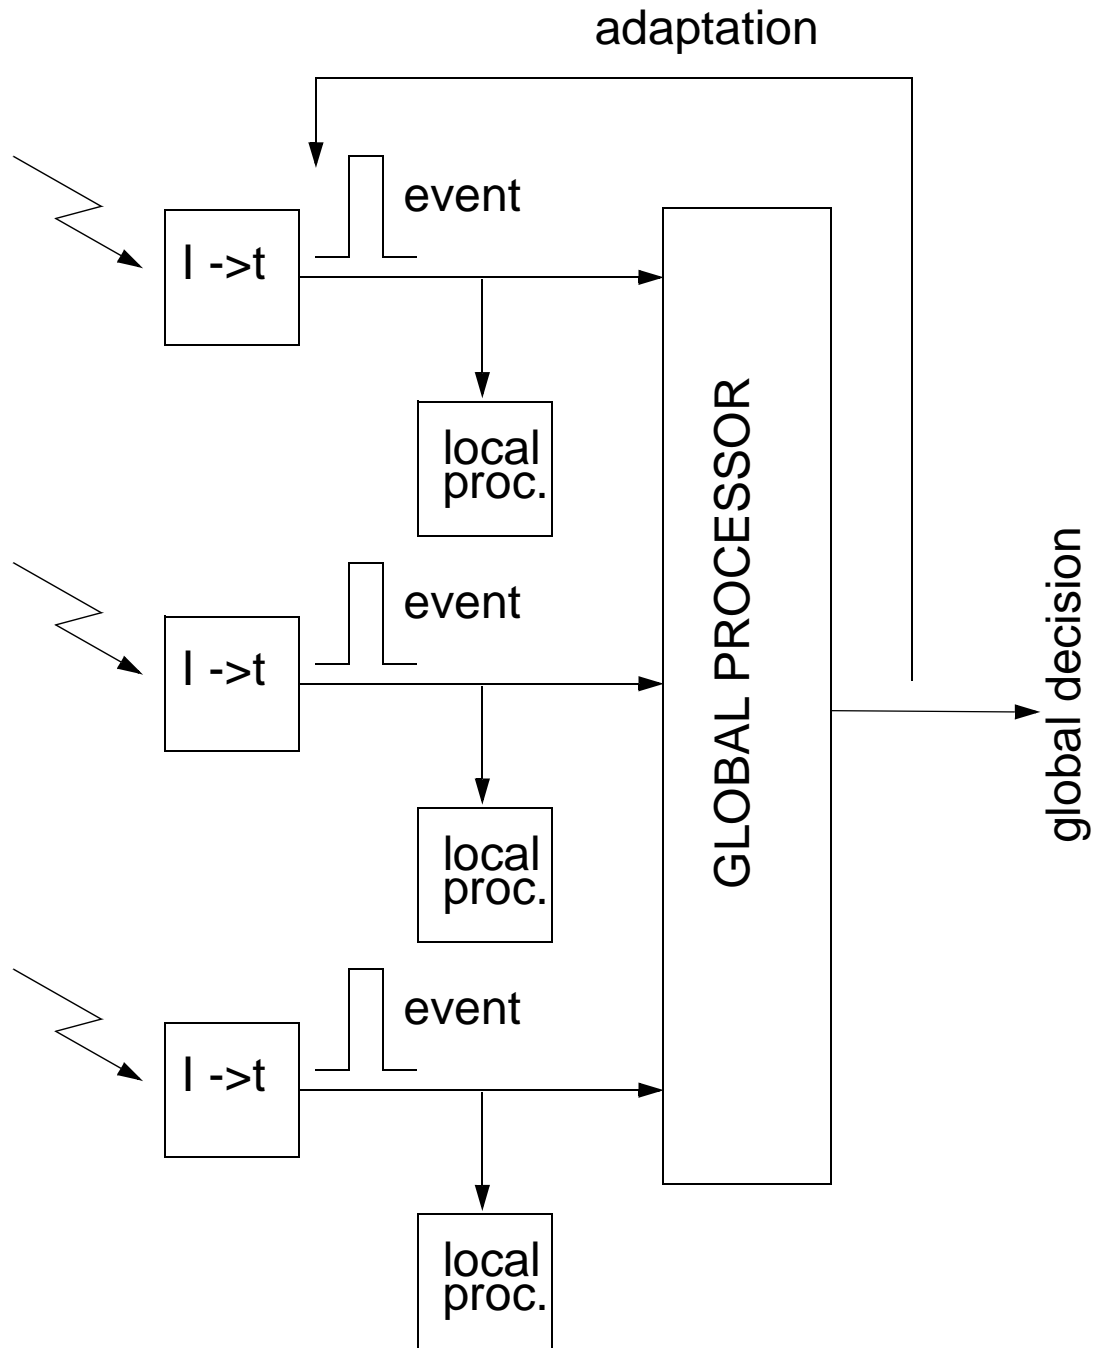 adaptation
event
I ->t
local
proc.
event
I ->t
local
proc.
event
I ->t
local
proc.
GLOBAL PROCESSOR
global decision